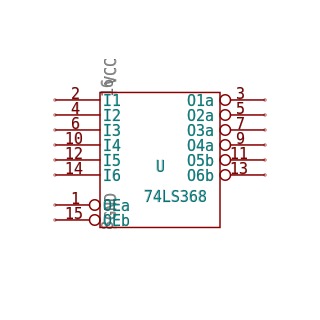 16 VCC
2 I1 O1a 3
4 I2 O2a 5
6 I3 O3a 7
10 I4 O4a 9
12 I5 O5b 11
14 I6 O6b 13
U
74LS368
1 OEa
15 OEb
8 GND